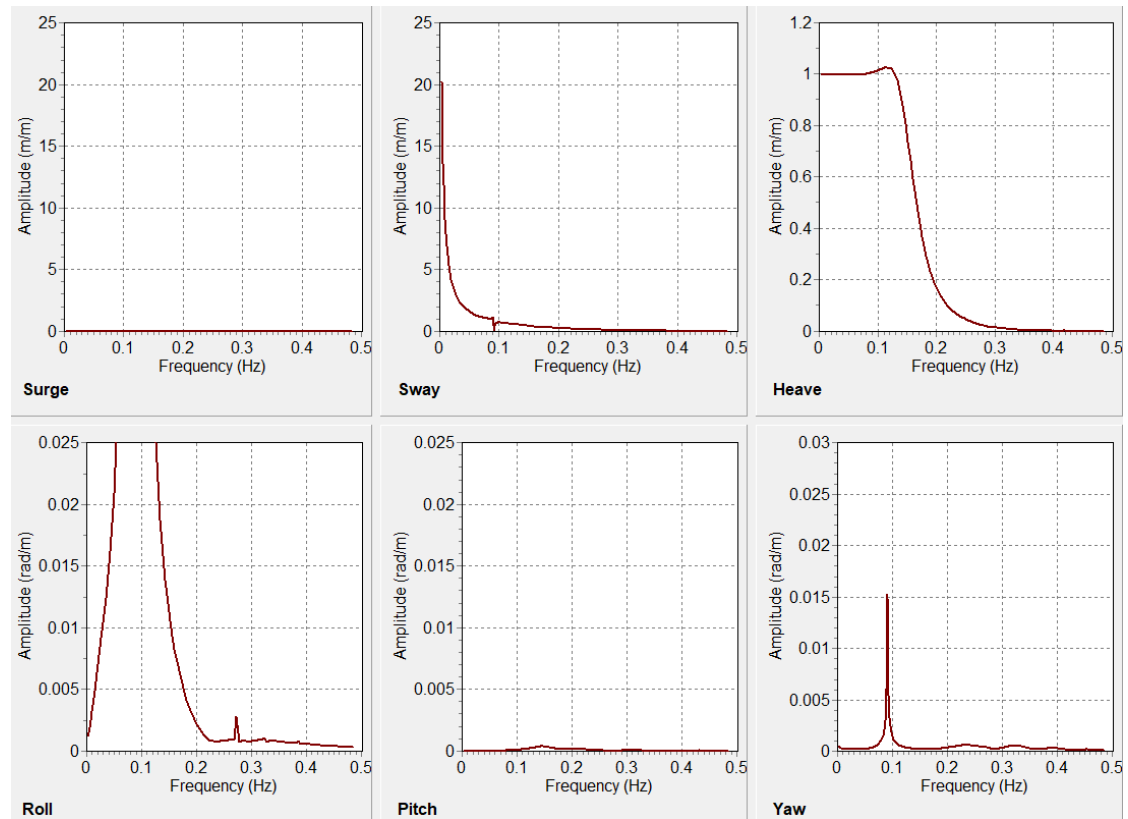 Amplitude (m/m)
25
20
15
10
5
0
0 0.1 0.2 0.3 0.4 0.5
Frequency (Hz)
Surge
Amplitude (m/m)
25
20
15
10
5
0
0 0.1 0.2 0.3 0.4 0.5
Frequency (Hz)
Sway
Amplitude (m/m)
1.2
1
0.8
0.6
0.4
0.2
0
0 0.1 0.2 0.3 0.4 0.5
Frequency (Hz)
Heave
Amplitude (rad/m)
0.025
0.02
0.015
0.01
0.005
0
0 0.1 0.2 0.3 0.4 0.5
Frequency (Hz)
Roll
Amplitude (rad/m)
0.025
0.02
0.015
0.01
0.005
0
0 0.1 0.2 0.3 0.4 0.5
Frequency (Hz)
Pitch
Amplitude (rad/m)
0.03
0.025
0.02
0.015
0.01
0.005
0
0 0.1 0.2 0.3 0.4 0.5
Frequency (Hz)
Yaw